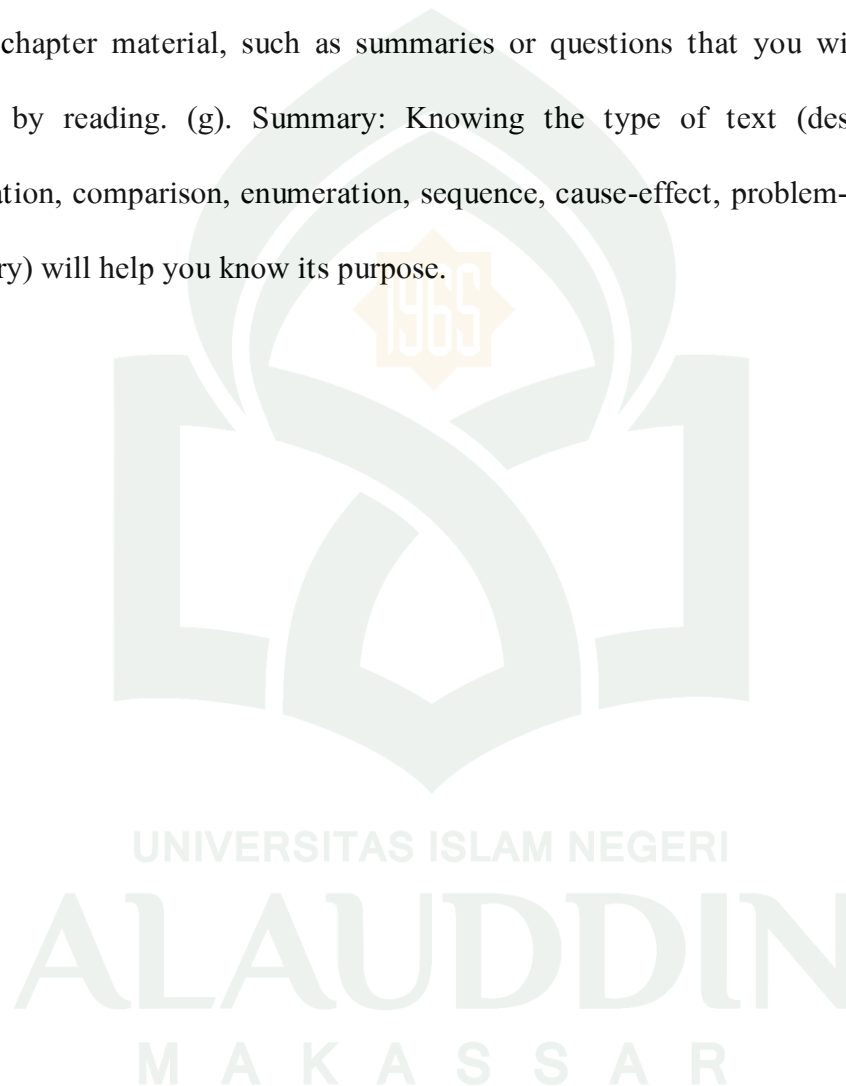 chapter material, such as summaries or questions that you wi
by reading. (g). Summary: Knowing the type of text (des
ation, comparison, enumeration, sequence, cause-effect, problem-
ry) will help you know its purpose.
1965
UNIVERSITAS ISLAM NEGERI
ALAUDDIN
MAKASSAR